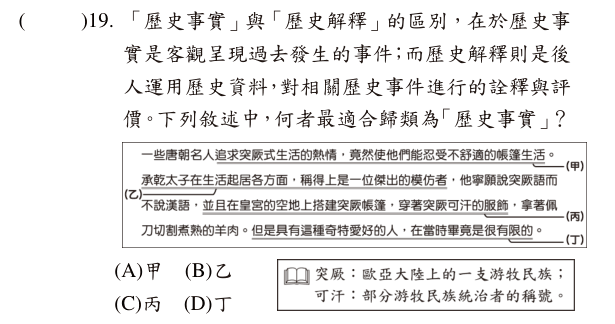 (　　)19. 「歷史事實」與「歷史解釋」的區別，在於歷史事
實是客觀呈現過去發生的事件；而歷史解釋則是後
人運用歷史資料，對相關歷史事件進行的詮釋與評
價。下列敘述中，何者最適合歸類為「歷史事實」？
一些唐朝名人追求突厥式生活的熱情，竟然使他們能忍受不舒適的帳篷生活。
(甲)
承乾太子在生活起居各方面，稱得上是一位傑出的模仿者，他寧願說突厥語而
(乙)
不說漢語，並且在皇宮的空地上搭建突厥帳篷，穿著突厥可汗的服飾，拿著佩
(丙)
刀切割煮熟的羊肉。但是具有這種奇特愛好的人，在當時畢竟是很有限的。
(丁)
(A)甲　(B)乙
(C)丙　(D)丁
突厥：歐亞大陸上的一支游牧民族；
可汗：部分游牧民族統治者的稱號。